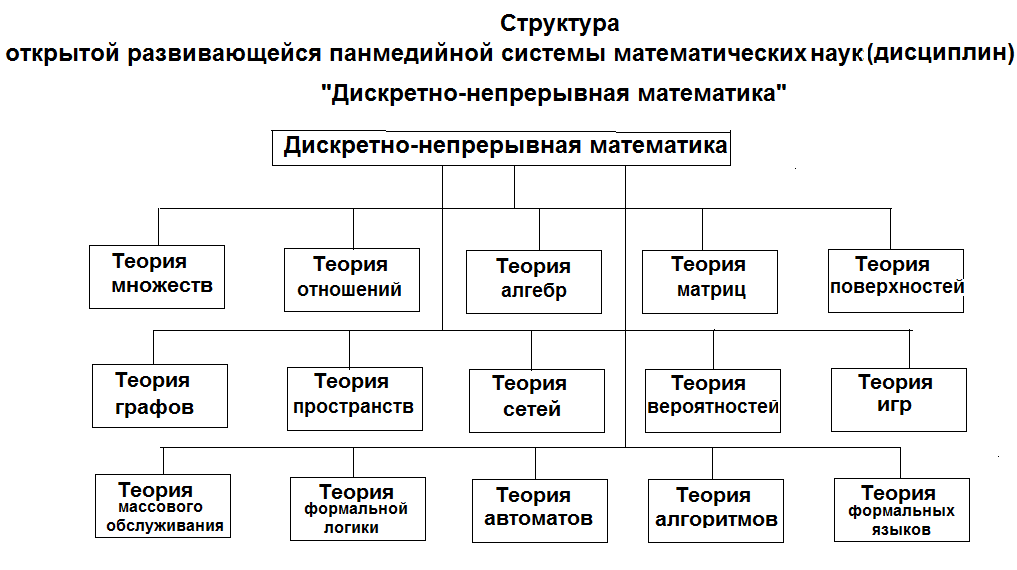 Структура
открытой развивающейся панмедийной системы математических наук (дисциплин)
"Дискретно-непрерывная математика"
Дискретно-непрерывная математика
Теория
множеств
Теория
отношений
Теория
алгебр
Теория
матриц
Теория
поверхностей
Теория
графов
Теория
пространств
Теория
сетей
Теория
вероятностей
Теория
игр
Теория
массового
обслуживания
Теория
формальной
логики
Теория
автоматов
Теория
алгоритмов
Теория
формальных
языков